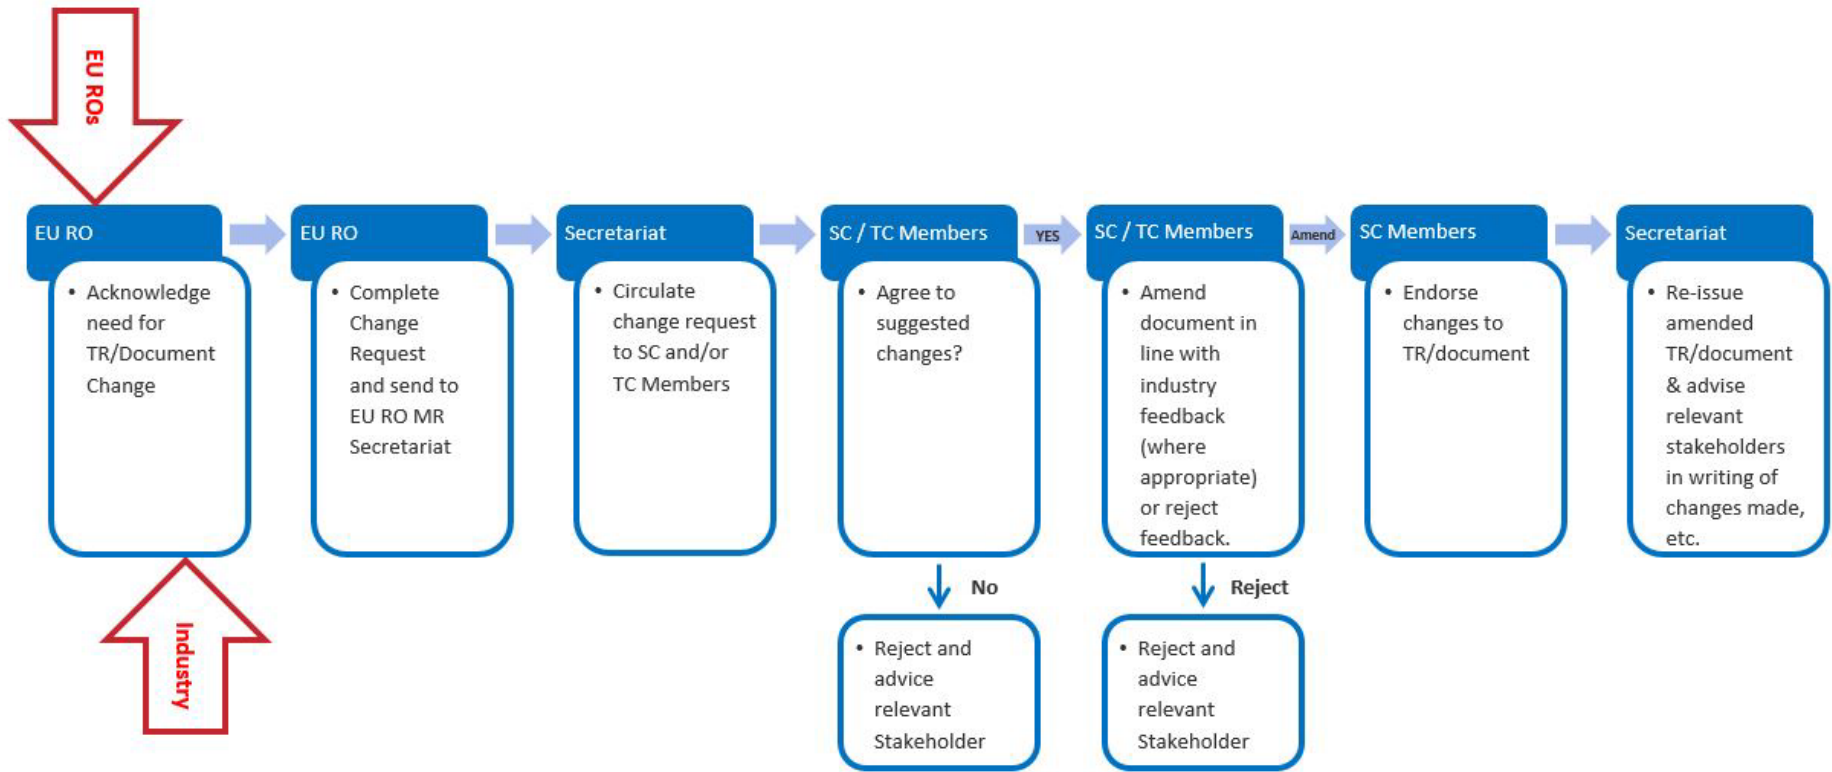 EU ROs
EU RO
• Acknowledge
need for
TR/Document
Change
Industry
EU RO
• Complete
Change
Request
and send to
EU RO MR
Secretariat
Secretariat
• Circulate
change request
to SC and/or
TC Members
SC / TC Members
• Agree to
suggested
changes?
YES
No
• Reject and
advice
relevant
Stakeholder
SC / TC Members
• Amend
document in
line with
industry
feedback
(where
appropriate)
or reject
feedback.
Amend
Reject
• Reject and
advice
relevant
Stakeholder
SC Members
• Endorse
changes to
TR/document
Secretariat
• Re-issue
amended
TR/document
& advise
relevant
stakeholders
in writing of
changes made,
etc.